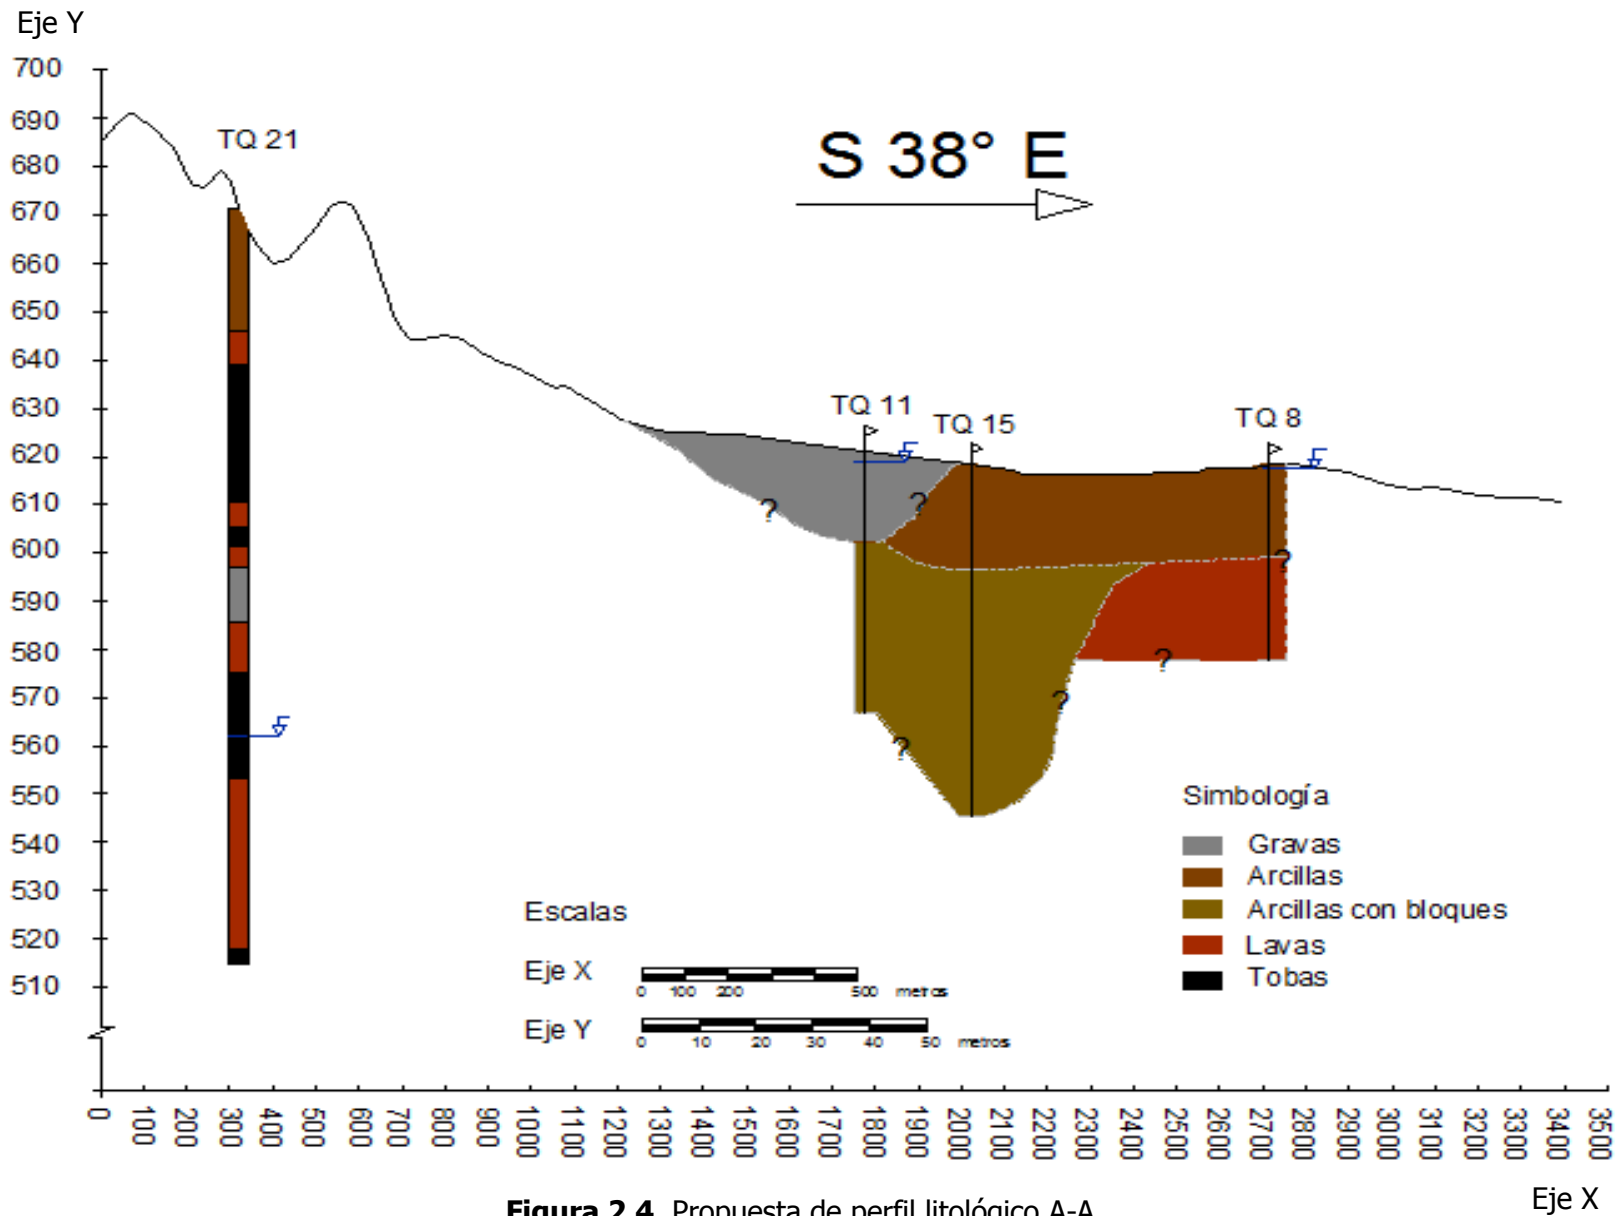 Eje Y
700
690
680
670
660
650
640
630
620
610
600
590
580
570
560
550
540
530
520
510
TQ 21
S 38° E
TQ 11
TQ 15
TQ 8
?
?
?
?
?
?
Simbología
Gravas
Arcillas
Arcillas con bloques
Lavas
Tobas
Escalas
Eje X
0 100 200 500 metros
Eje Y
0 10 20 30 40 50 metros
0 100 200 300 400 500 700 900 1000 1100 1200 1300 1400 1500 1600 1700 1800 1900 2000 2100 2200 2300 2400 2500 2600 2700 2800 2900 3000 3100 3200 3300 3400 3500
Eje X
Figura 2.4. Propuesta de perfil litológico A-A